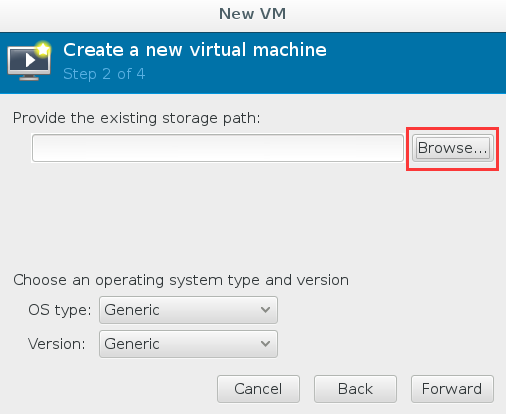 New VM
Create a new virtual machine
Step 2 of 4
Provide the existing storage path:
Browse...
Choose an operating system type and version
OS type: Generic
Version: Generic
Cancel Back Forward